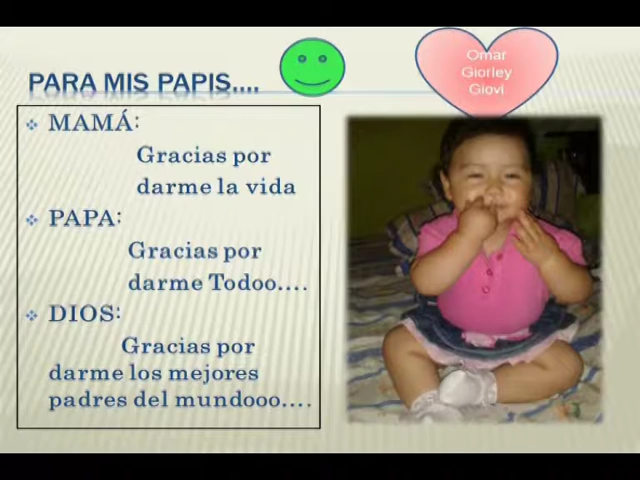 PARA MIS PAPIS....
Omar
Giorley
Giovi
MAMÁ:
Gracias por
darme la vida
PAPA:
Gracias por
darme Todoo....
DIOS:
Gracias por
darme los mejores
padres del mundooo....